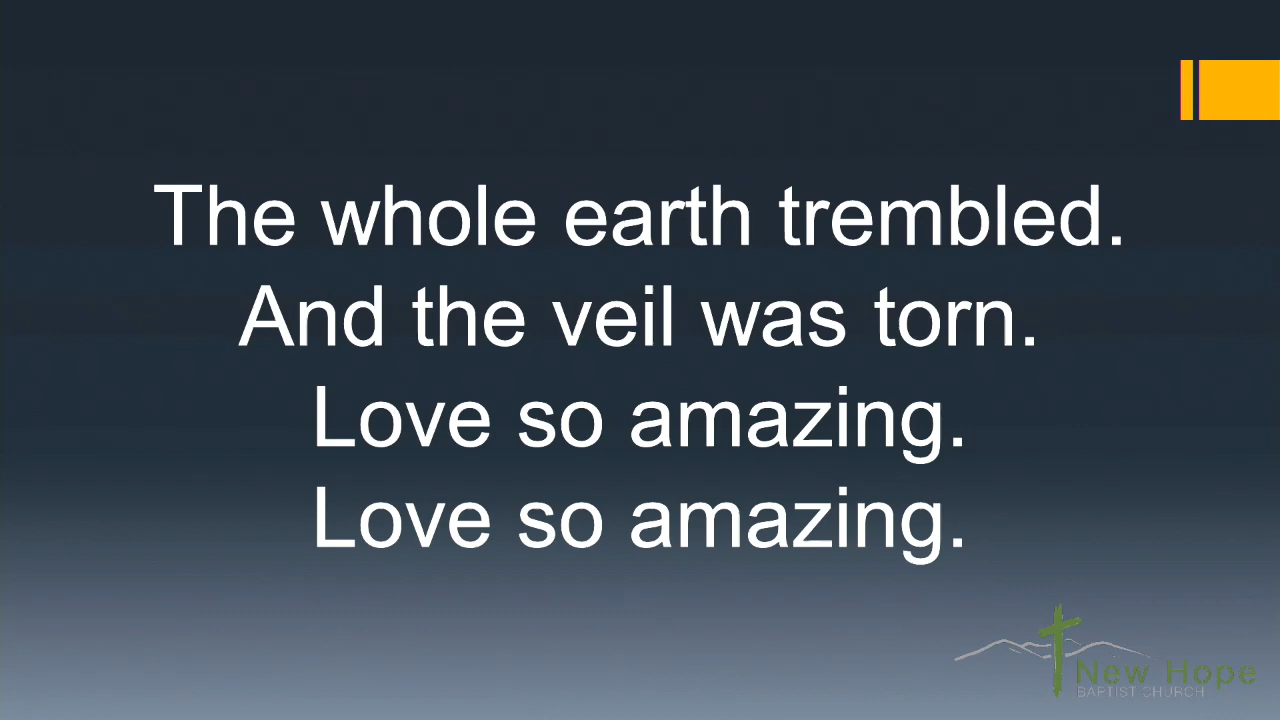 The whole earth trembled.
And the veil was torn.
Love so amazing.
Love so amazing.
New Hope
BAPTIST CHURCH